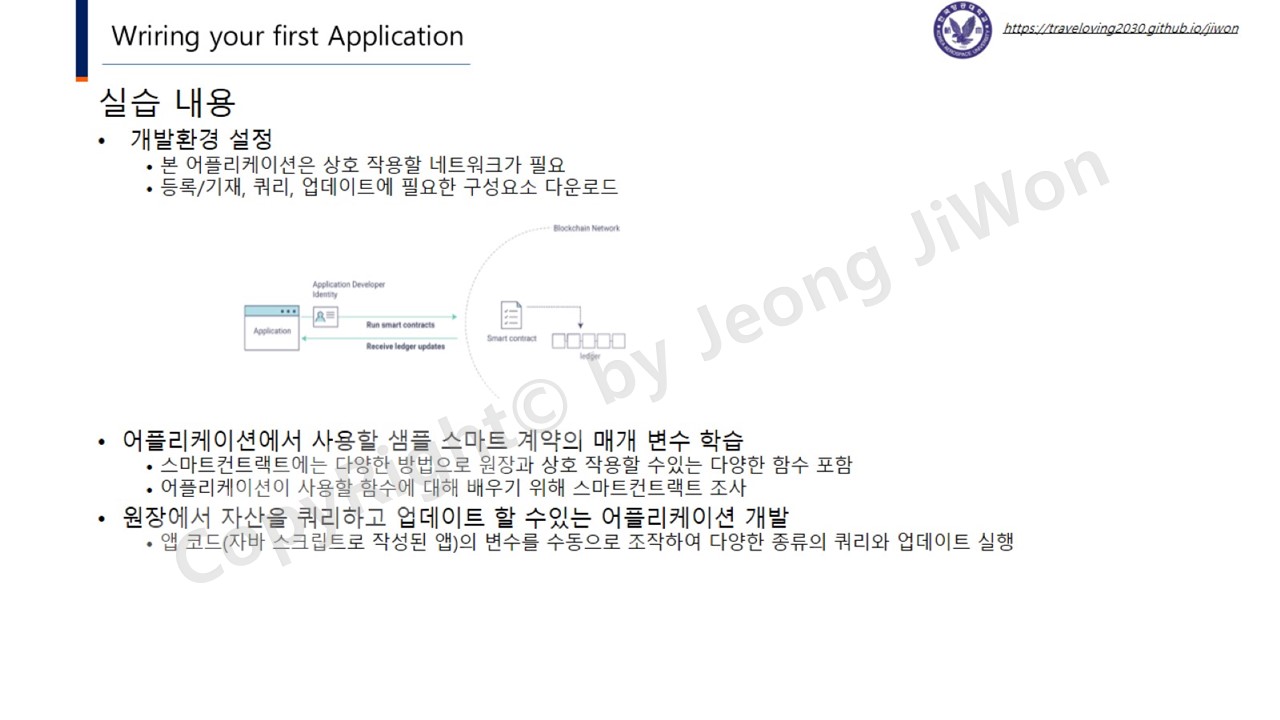 Wriring your first Application
https://traveloving2030.github.io/jiwon
실습 내용
• 개발환경 설정
• 본 어플리케이션은 상호 작용할 네트워크가 필요
• 등록/기재, 쿼리, 업데이트에 필요한 구성요소 다운로드
Blockchain Network
Application Developer
Identity
Application
Run smart contracts
Receive ledger updates
Smart contract
ledger
• 어플리케이션에서 사용할 샘플 스마트 계약의 매개 변수 학습
• 스마트컨트랙트에는 다양한 방법으로 원장과 상호 작용할 수있는 다양한 함수 포함
• 어플리케이션이 사용할 함수에 대해 배우기 위해 스마트컨트랙트 조사
• 원장에서 자산을 쿼리하고 업데이트 할 수있는 어플리케이션 개발
• 앱 코드(자바 스크립트로 작성된 앱)의 변수를 수동으로 조작하여 다양한 종류의 쿼리와 업데이트 실행
CopyRight© by Jeong JiWon